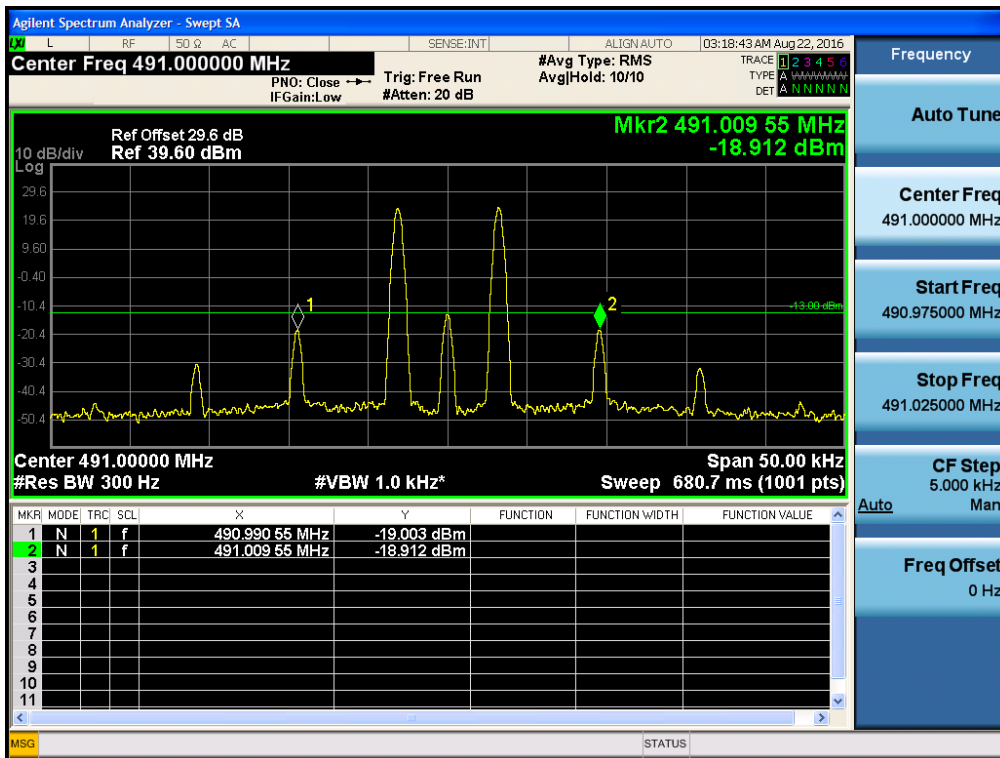 Agilent Spectrum Analyzer - Swept SA
LXI L RF 50 Ω AC SENSE:INT ALIGN AUTO 03:18:43 AM Aug 22, 2016
Center Freq 491.000000 MHz #Avg Type: RMS TRACE 1 2 3 4 5 6
PNO: Close Trig: Free Run Avg|Hold: 10/10 TYPE A WWWWW
IFGain:Low #Atten: 20 dB DET A N N N N N
Frequency
Mkr2 491.009 55 MHz
Ref Offset 29.6 dB
10 dB/div Ref 39.60 dBm -18.912 dBm
Log
29.6
19.6
9.60
-0.40
-10.4
-20.4
-30.4
-40.4
-50.4
1
2
-13.00 dBm
Center 491.00000 MHz Span 50.00 kHz
#Res BW 300 Hz #VBW 1.0 kHz* Sweep 680.7 ms (1001 pts)
MKR MODE TRC SCL X Y FUNCTION FUNCTION WIDTH FUNCTION VALUE
1 N 1 f 490.990 55 MHz -19.003 dBm
2 N 1 f 491.009 55 MHz -18.912 dBm
3
4
5
6
7
8
9
10
11
Auto Tune
Center Freq
491.000000 MHz
Start Freq
490.975000 MHz
Stop Freq
491.025000 MHz
CF Step
5.000 kHz
Auto Man
Freq Offset
0 Hz
MSG STATUS